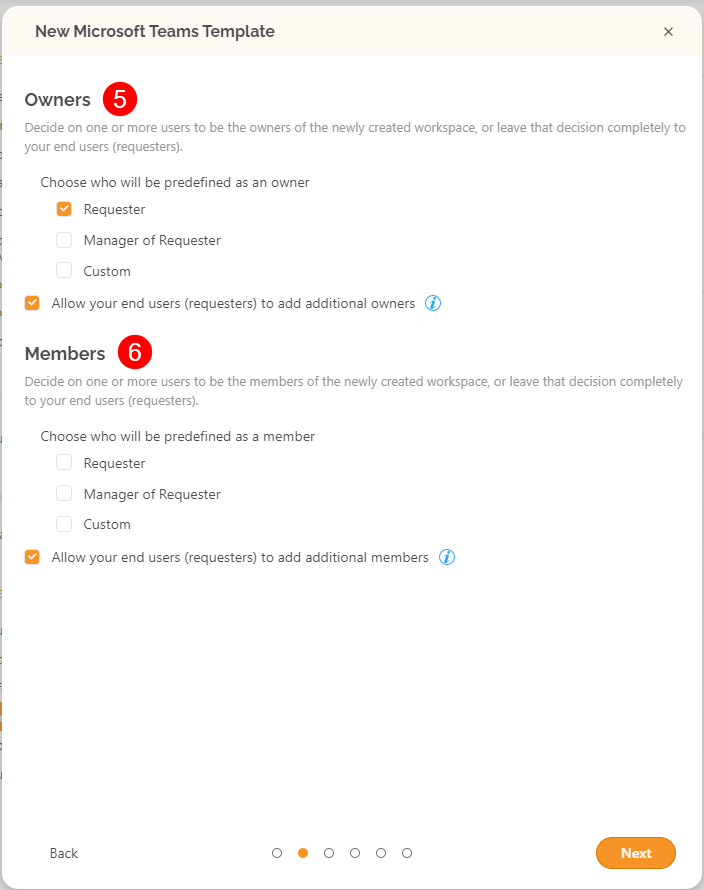 New Microsoft Teams Template
Owners 5
Decide on one or more users to be the owners of the newly created workspace, or leave that decision completely to
your end users (requesters).
Choose who will be predefined as an owner
Requester
Manager of Requester
Custom
Allow your end users (requesters) to add additional owners i
Members 6
Decide on one or more users to be the members of the newly created workspace, or leave that decision completely
to your end users (requesters).
Choose who will be predefined as a member
Requester
Manager of Requester
Custom
Allow your end users (requesters) to add additional members i
Back
Next